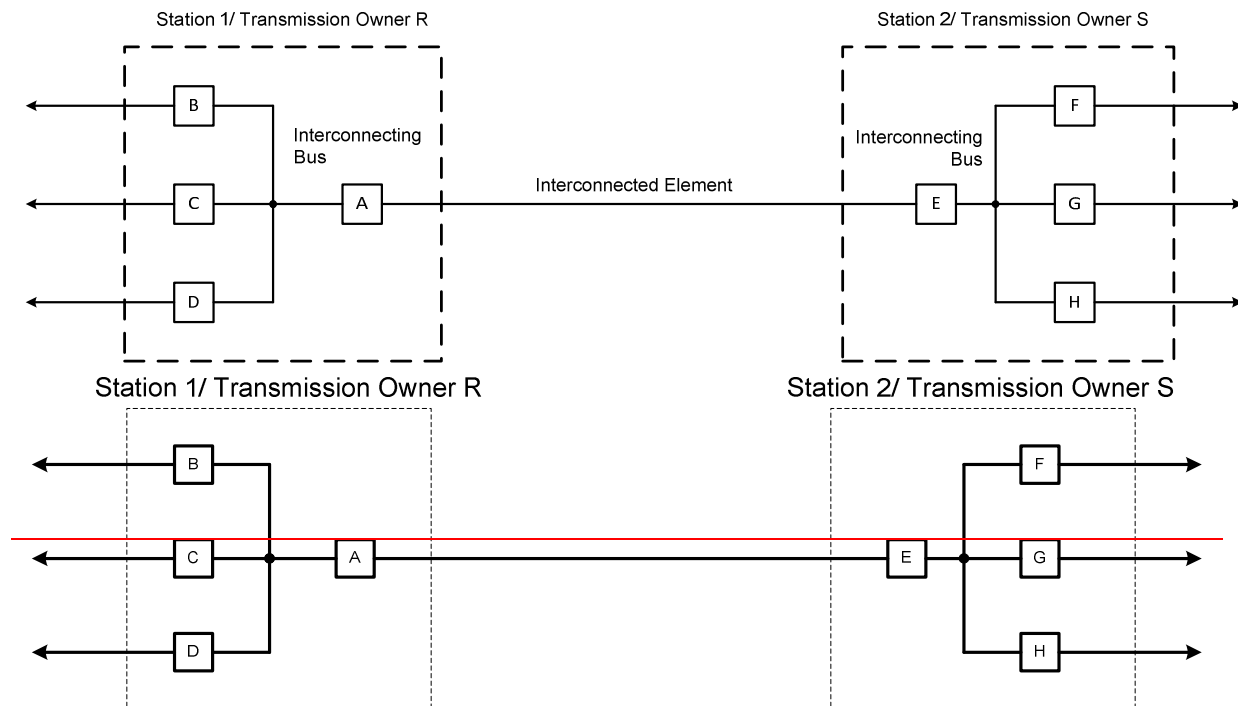 Station 1/ Transmission Owner R
Station 2/ Transmission Owner S
B
F
Interconnecting
Bus
Interconnecting
Bus
Interconnected Element
C
A
E
G
D
H
Station 1/ Transmission Owner R
Station 2/ Transmission Owner S
B
F
C
A
E
G
D
H